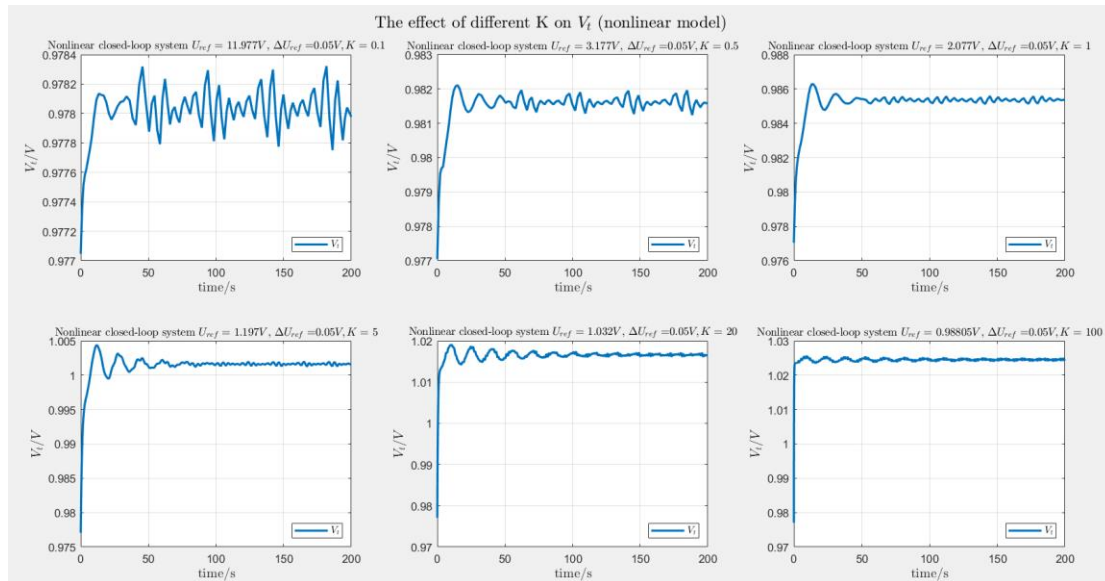 The effect of different K on V_t (nonlinear model)
Nonlinear closed-loop system U_ref = 11.977V, ΔU_ref =0.05V, K = 0.1
0.9784
0.9782
0.978
0.9778
0.9776
0.9774
0.9772
0.977
V_t/V
0 50 100 150 200
time/s
V_t
Nonlinear closed-loop system U_ref = 3.177V, ΔU_ref =0.05V, K = 0.5
0.983
0.982
0.981
0.98
0.979
0.978
0.977
V_t/V
0 50 100 150 200
time/s
V_t
Nonlinear closed-loop system U_ref = 2.077V, ΔU_ref =0.05V, K = 1
0.988
0.986
0.984
0.982
0.98
0.978
0.976
V_t/V
0 50 100 150 200
time/s
V_t
Nonlinear closed-loop system U_ref = 1.197V, ΔU_ref =0.05V, K = 5
1.005
1
0.995
0.99
0.985
0.98
0.975
V_t/V
0 50 100 150 200
time/s
V_t
Nonlinear closed-loop system U_ref = 1.032V, ΔU_ref =0.05V, K = 20
1.02
1.01
1
0.99
0.98
0.97
V_t/V
0 50 100 150 200
time/s
V_t
Nonlinear closed-loop system U_ref = 0.98805V, ΔU_ref =0.05V, K = 100
1.03
1.02
1.01
1
0.99
0.98
0.97
V_t/V
0 50 100 150 200
time/s
V_t